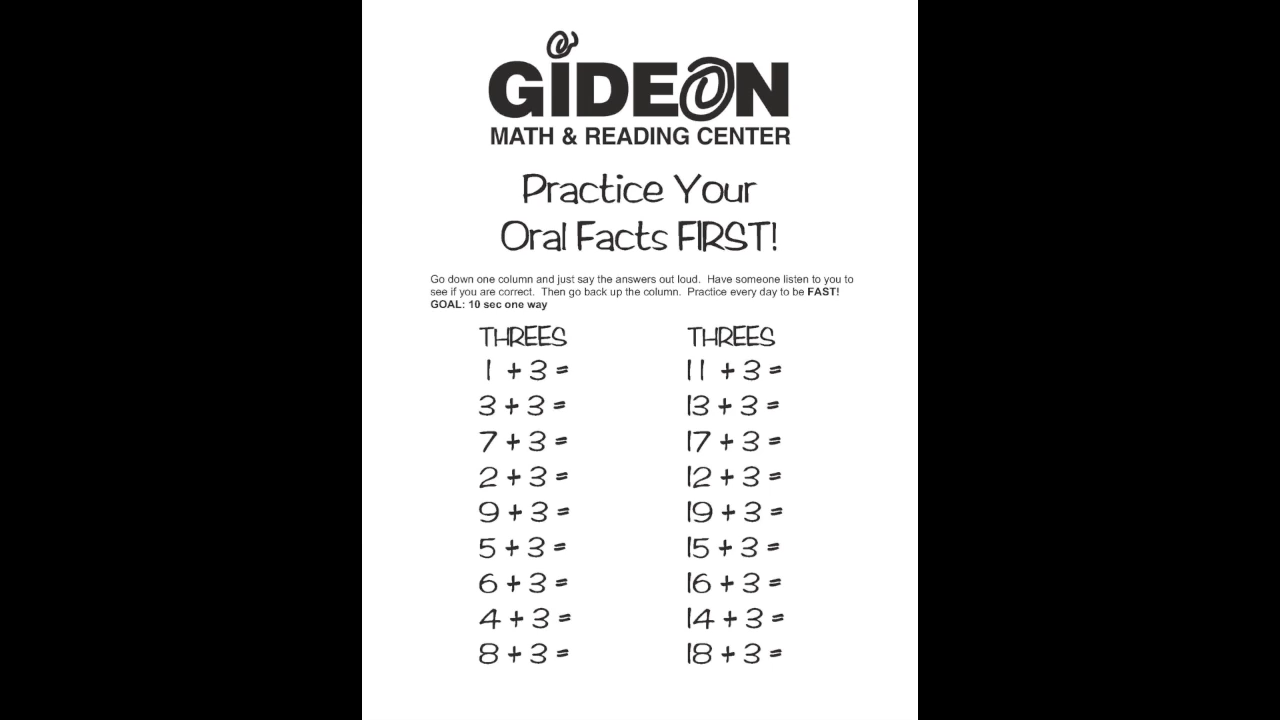 GIDEON
MATH & READING CENTER
Practice Your
Oral Facts FIRST!
Go down one column and just say the answers out loud. Have someone listen to you to
see if you are correct. Then go back up the column. Practice every day to be FAST!
GOAL: 10 sec one way
THREES
1 + 3 =
3 + 3 =
7 + 3 =
2 + 3 =
9 + 3 =
5 + 3 =
6 + 3 =
4 + 3 =
8 + 3 =
THREES
11 + 3 =
13 + 3 =
17 + 3 =
12 + 3 =
19 + 3 =
15 + 3 =
16 + 3 =
14 + 3 =
18 + 3 =